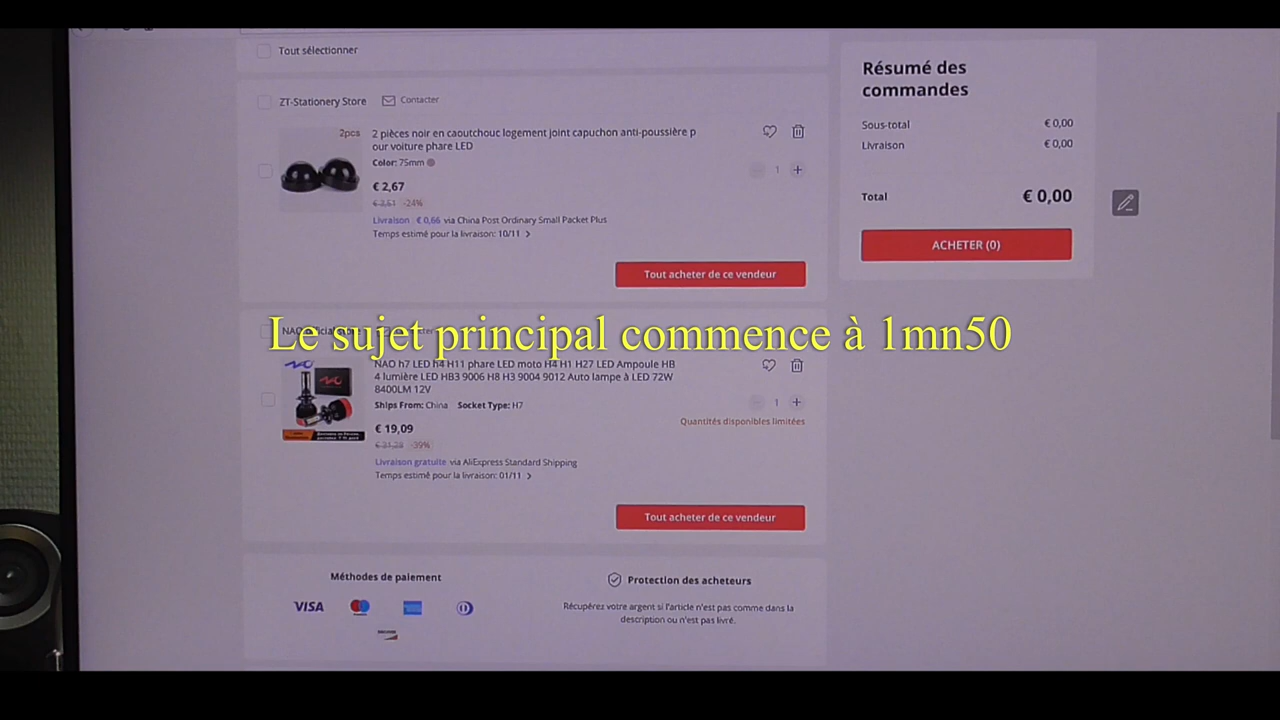 Tout sélectionner
ZT-Stationery Store
Contacter
2pcs
2 pièces noir en caoutchouc logement joint capuchon anti-poussière p
our voiture phare LED
Color: 75mm
1
€ 2,67
€ 3,51 -24%
Livraison : € 0,66 via China Post Ordinary Small Packet Plus
Temps estimé pour la livraison: 10/11 >
Tout acheter de ce vendeur
Résumé des
commandes
Sous-total € 0,00
Livraison € 0,00
Total € 0,00
ACHETER (0)
Le sujet principal commence à 1mn50
NAO h7 LED h4 H11 phare LED moto H4 H1 H27 LED Ampoule HB
4 lumière LED HB3 9006 H8 H3 9004 9012 Auto lampe à LED 72W
8400LM 12V
Ships From: China Socket Type: H7
1
Quantités disponibles limitées
€ 19,09
€ 31,29 -39%
Livraison gratuite via AliExpress Standard Shipping
Temps estimé pour la livraison: 01/11 >
Tout acheter de ce vendeur
Méthodes de paiement
VISA
Protection des acheteurs
Récupérez votre argent si l'article n'est pas comme dans la
description ou n'est pas livré.